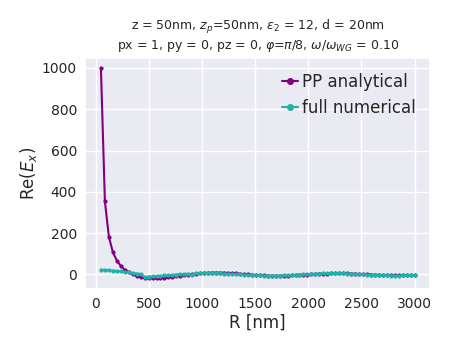 z = 50nm, z_p=50nm, ε₂ = 12, d = 20nm
px = 1, py = 0, pz = 0, φ=π/8, ω/ω_WG = 0.10
1000
800
600
400
200
0
Re(E_x)
PP analytical
full numerical
0 500 1000 1500 2000 2500 3000
R [nm]